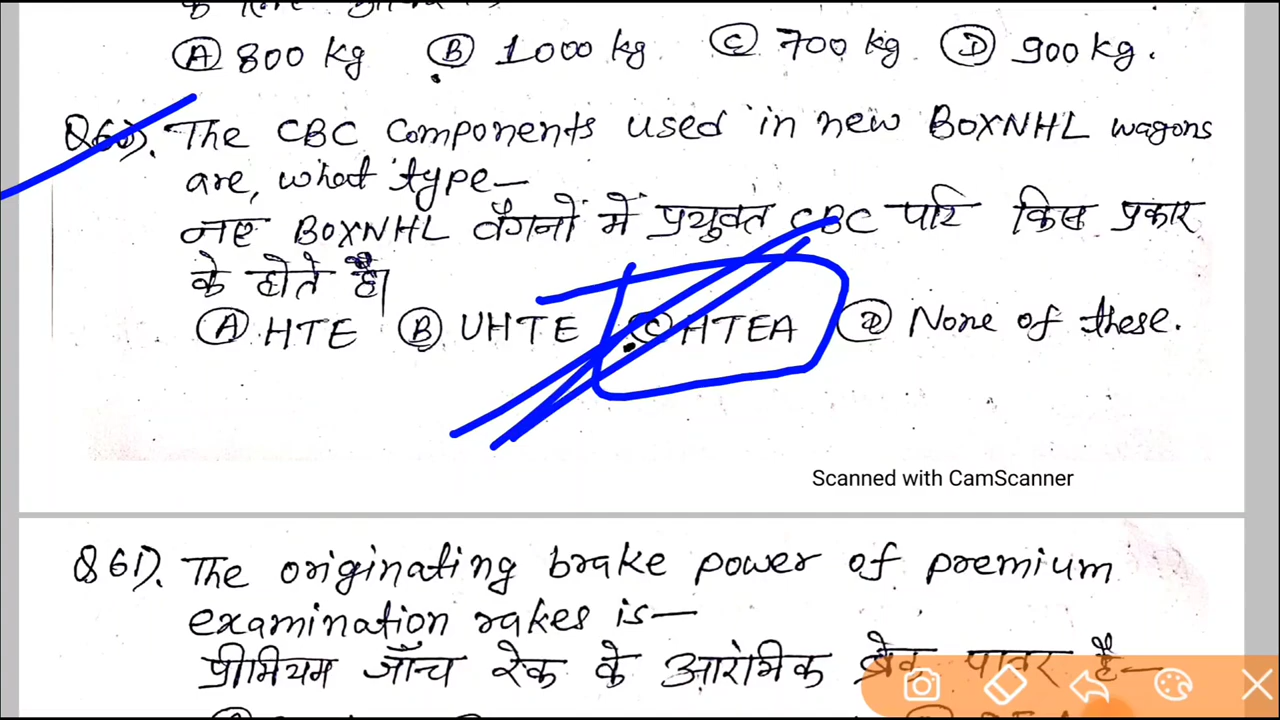 के लिए
Ⓐ 800 kg Ⓑ 1000 kg Ⓒ 700 kg Ⓓ 900 kg.
Q60). The CBC components used in new BOXNHL wagons
are, what type—
नए BOXNHL वैगनों में प्रयुक्त CBC पार्ट किस प्रकार
के होते हैं।
Ⓐ HTE Ⓑ UHTE Ⓒ HTEA Ⓓ None of these.
Scanned with CamScanner
Q61). The originating brake power of premium
examination rakes is—
प्रीमियम जाँच रेक के आरंभिक ब्रेक पावर है—